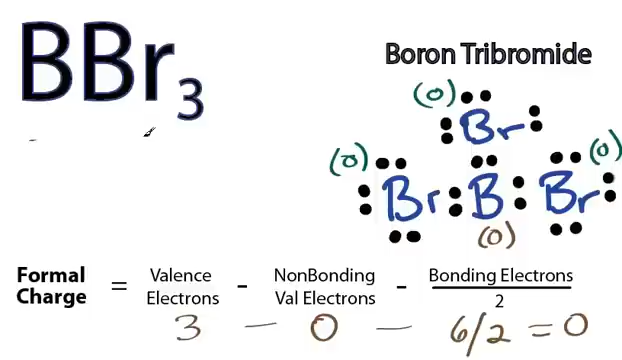 BBr3
Boron Tribromide
(0)
Br
(0) (0)
Br B Br
(0)
Formal Charge = Valence Electrons - NonBonding Val Electrons - Bonding Electrons / 2
3 - 0 - 6/2 = 0